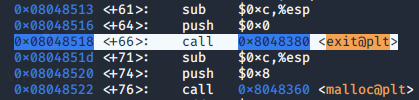 0x08048513 <+61>: sub $0xc,%esp
0x08048516 <+64>: push $0x0
0x08048518 <+66>: call 0x8048380 <exit@plt>
0x0804851d <+71>: sub $0xc,%esp
0x08048520 <+74>: push $0x8
0x08048522 <+76>: call 0x8048360 <malloc@plt>